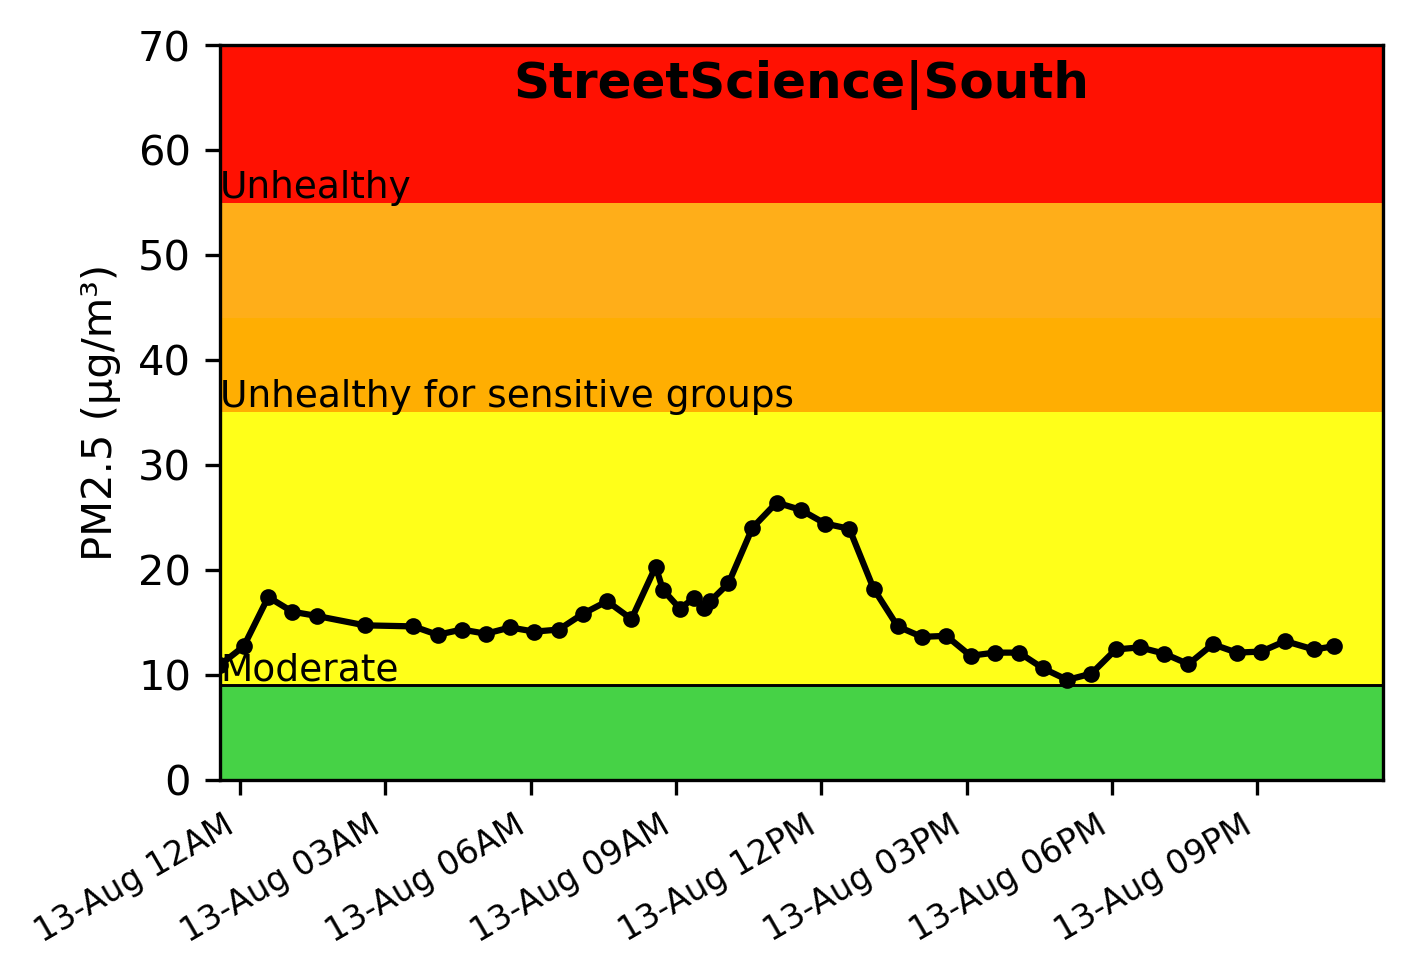 StreetScience|South
PM2.5 (µg/m³)
70
60
50
40
30
20
10
0
Unhealthy
Unhealthy for sensitive groups
Moderate
13-Aug 12AM
13-Aug 03AM
13-Aug 06AM
13-Aug 09AM
13-Aug 12PM
13-Aug 03PM
13-Aug 06PM
13-Aug 09PM